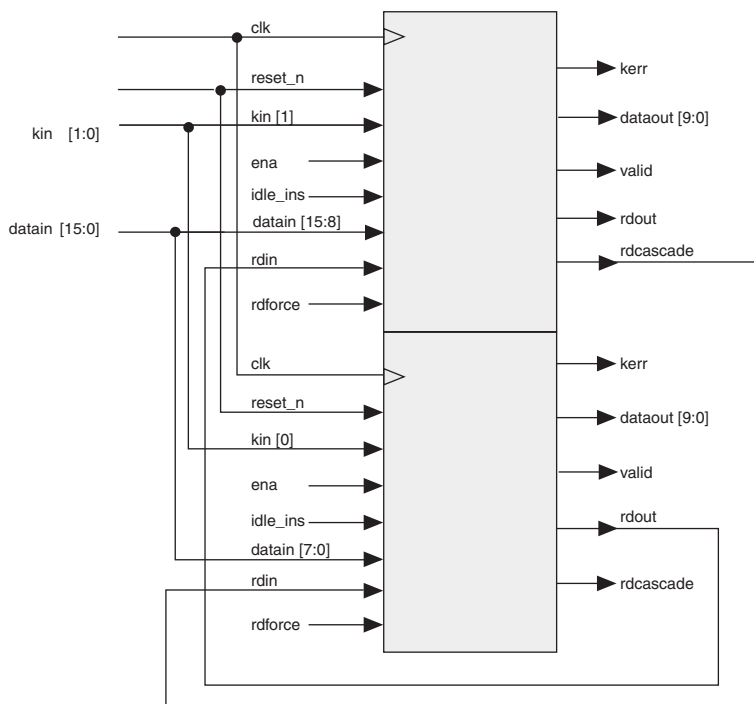 clk
reset_n
kin [1:0]
kin [1]
ena
idle_ins
datain [15:0]
datain [15:8]
rdin
rdforce
kerr
dataout [9:0]
valid
rdout
rdcascade
clk
reset_n
kin [0]
ena
idle_ins
datain [7:0]
rdin
rdforce
kerr
dataout [9:0]
valid
rdout
rdcascade